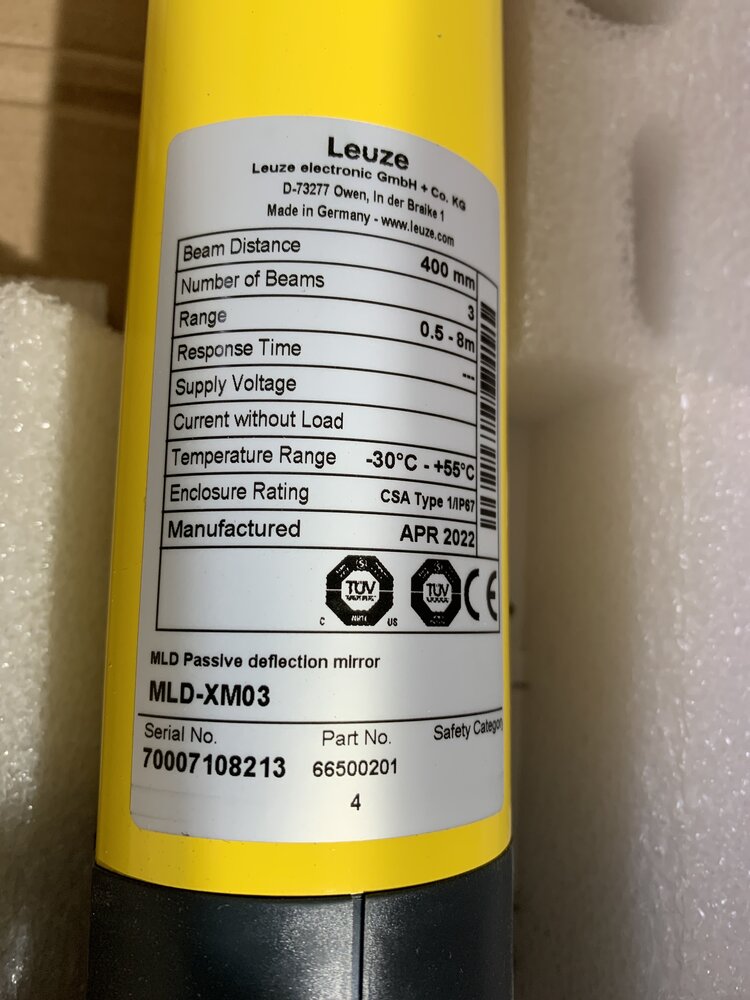 Leuze
Leuze electronic GmbH + Co. KG
D-73277 Owen, In der Braike 1
Made in Germany - www.leuze.com
Beam Distance 400 mm
Number of Beams 3
Range 0.5 - 8m
Response Time ---
Supply Voltage
Current without Load
Temperature Range -30°C - +55°C
Enclosure Rating CSA Type 1/IP67
Manufactured APR 2022
TÜV TÜV CE
C US
MLD Passive deflection mirror
MLD-XM03
Serial No. Part No. Safety Category
70007108213 66500201
4